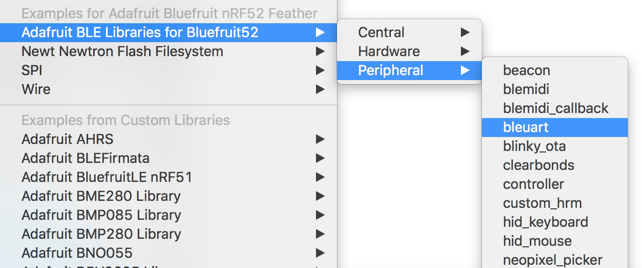 Examples for Adafruit Bluefruit nRF52 Feather
Adafruit BLE Libraries for Bluefruit52
Newt Newtron Flash Filesystem
SPI
Wire
Examples from Custom Libraries
Adafruit AHRS
Adafruit BLEFirmata
Adafruit BluefruitLE nRF51
Adafruit BME280 Library
Adafruit BMP085 Library
Adafruit BMP280 Library
Adafruit BNO055
Central
Hardware
Peripheral
beacon
blemidi
blemidi_callback
bleuart
blinky_ota
clearbonds
controller
custom_hrm
hid_keyboard
hid_mouse
neopixel_picker